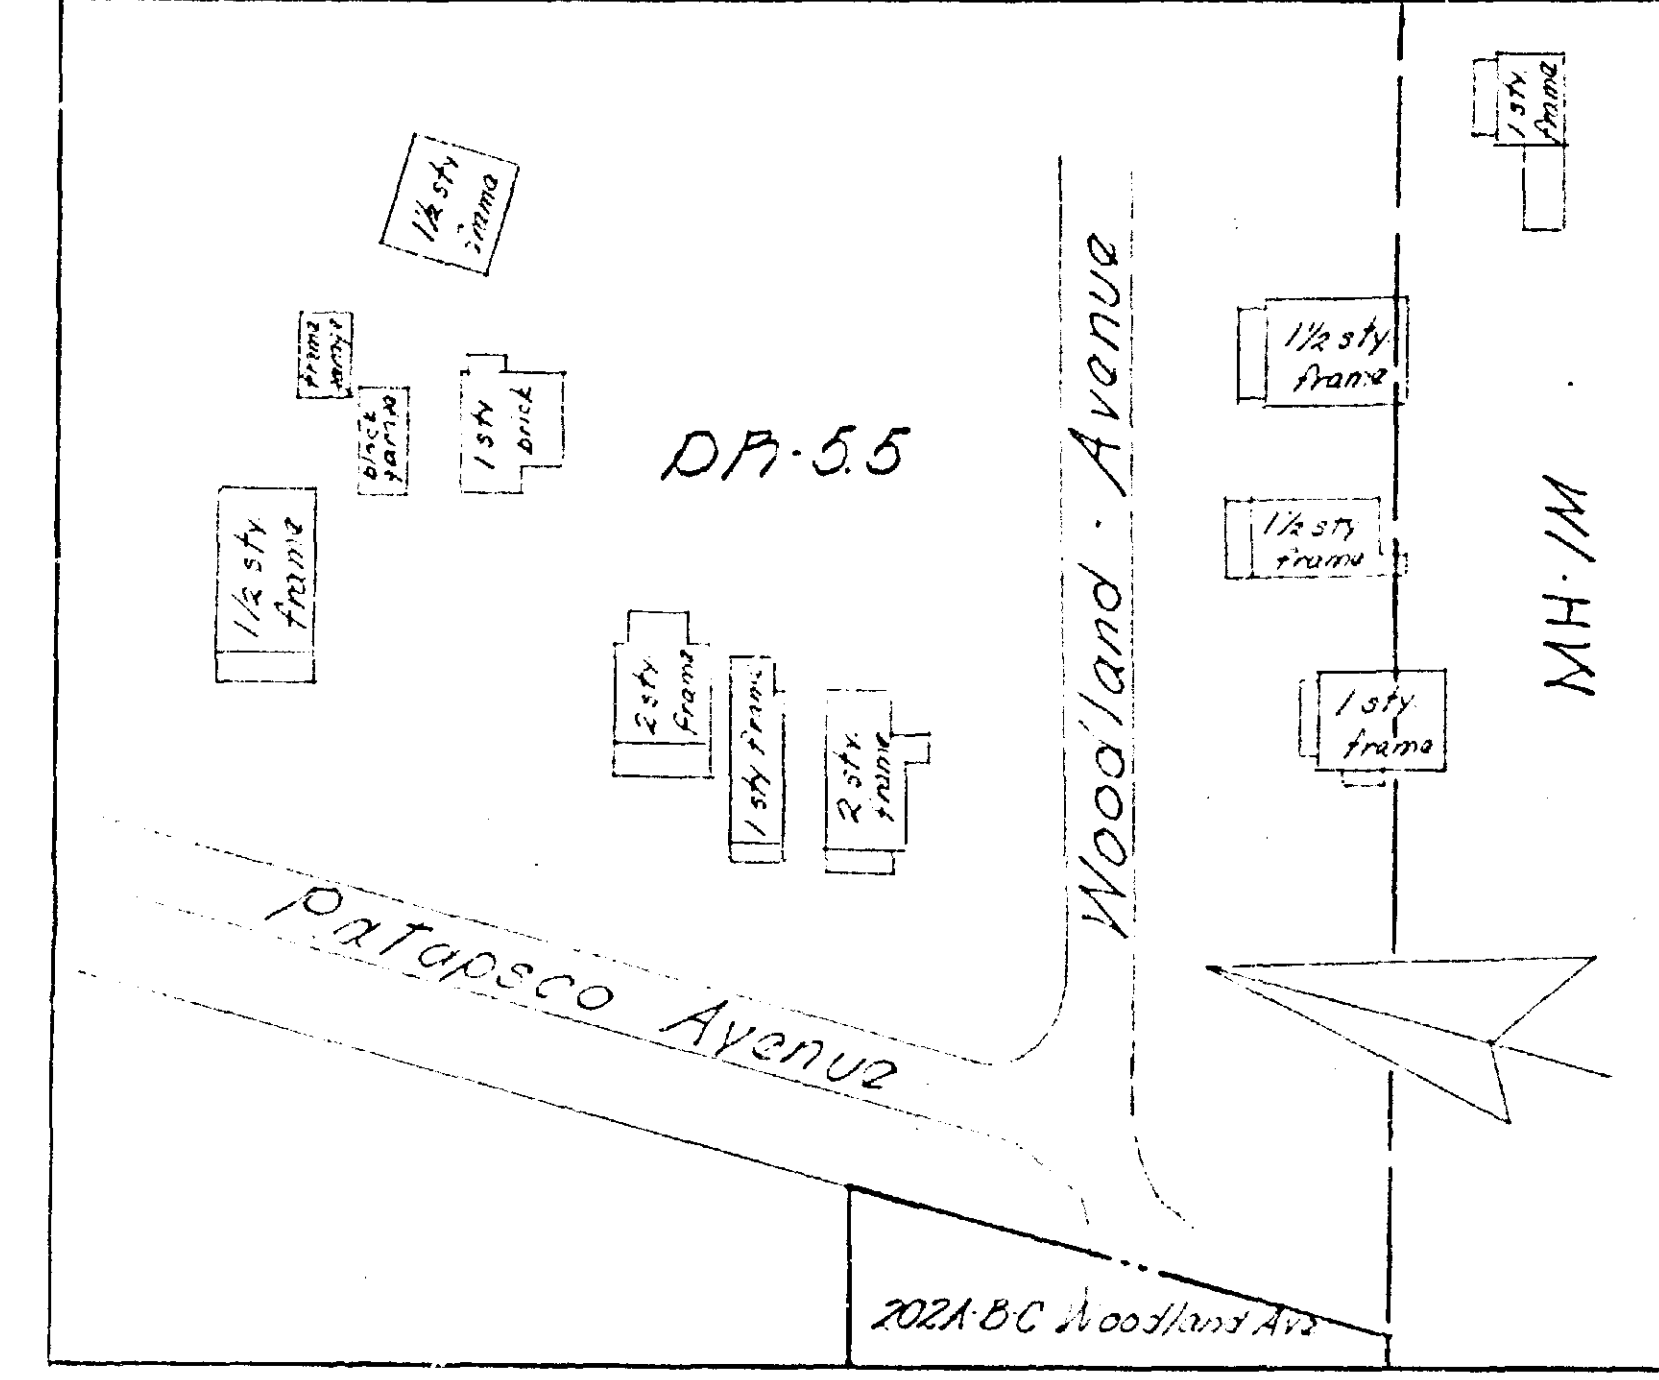 1 sty.
frame
1½ sty
frame
garage
block
garage
1 sty
brick
DR-5.5
Woodland · Avenue
1½ sty.
frame
1½ sty
frame
MH·IM
1½ sty.
frame
2 sty.
frame
1 sty frame
2 sty.
frame
1 sty.
frame
Patapsco Avenue
202A·B·C Woodland Ave